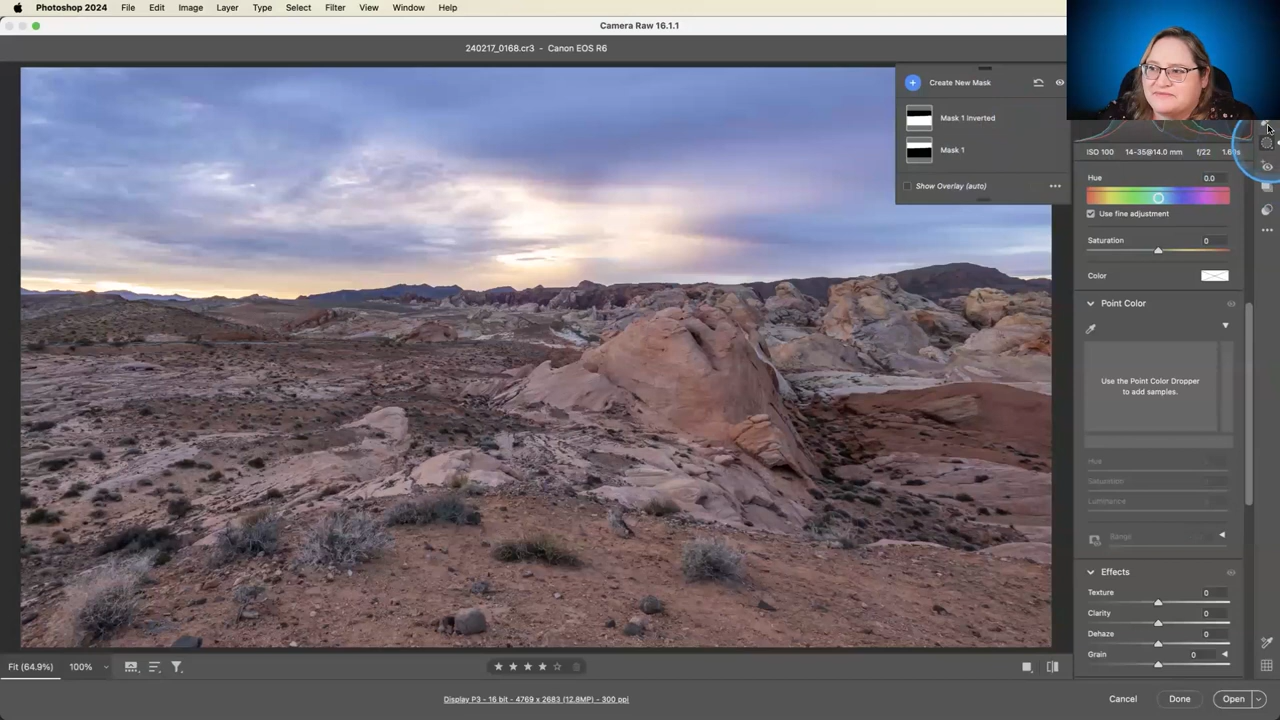 Photoshop 2024 File Edit Image Layer Type Select Filter View Window Help
Camera Raw 16.1.1
240217_0168.cr3 - Canon EOS R6
Create New Mask
Mask 1 Inverted
Mask 1
Show Overlay (auto)
ISO 100 14-35@14.0 mm f/22
Hue 0.0
Use fine adjustment
Saturation 0
Color
Point Color
Use the Point Color Dropper
to add samples.
Hue
Saturation
Luminance
Range
Effects
Texture 0
Clarity 0
Dehaze 0
Grain 0
Fit (64.9%) 100%
Display P3 - 16 bit - 4769 x 2683 (12.8MP) - 300 ppi
Cancel Done Open